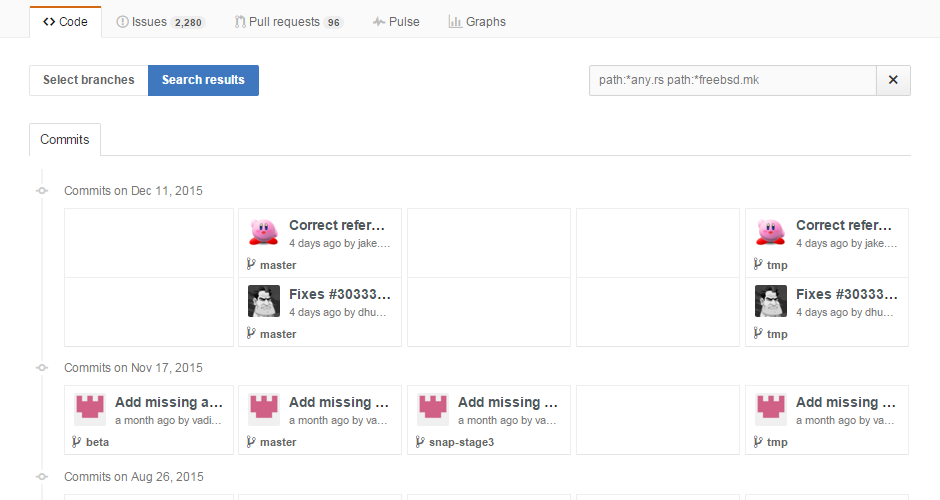 Code Issues 2,280 Pull requests 96 Pulse Graphs
Select branches Search results path:*any.rs path:*freebsd.mk ×
Commits
Commits on Dec 11, 2015
Correct refer… Correct refer…
4 days ago by jake.… 4 days ago by jake.…
master tmp
Fixes #30333… Fixes #30333…
4 days ago by dhu… 4 days ago by dhu…
master tmp
Commits on Nov 17, 2015
Add missing a… Add missing … Add missing … Add missing …
a month ago by vadi… a month ago by va… a month ago by va… a month ago by va…
beta master snap-stage3 tmp
Commits on Aug 26, 2015